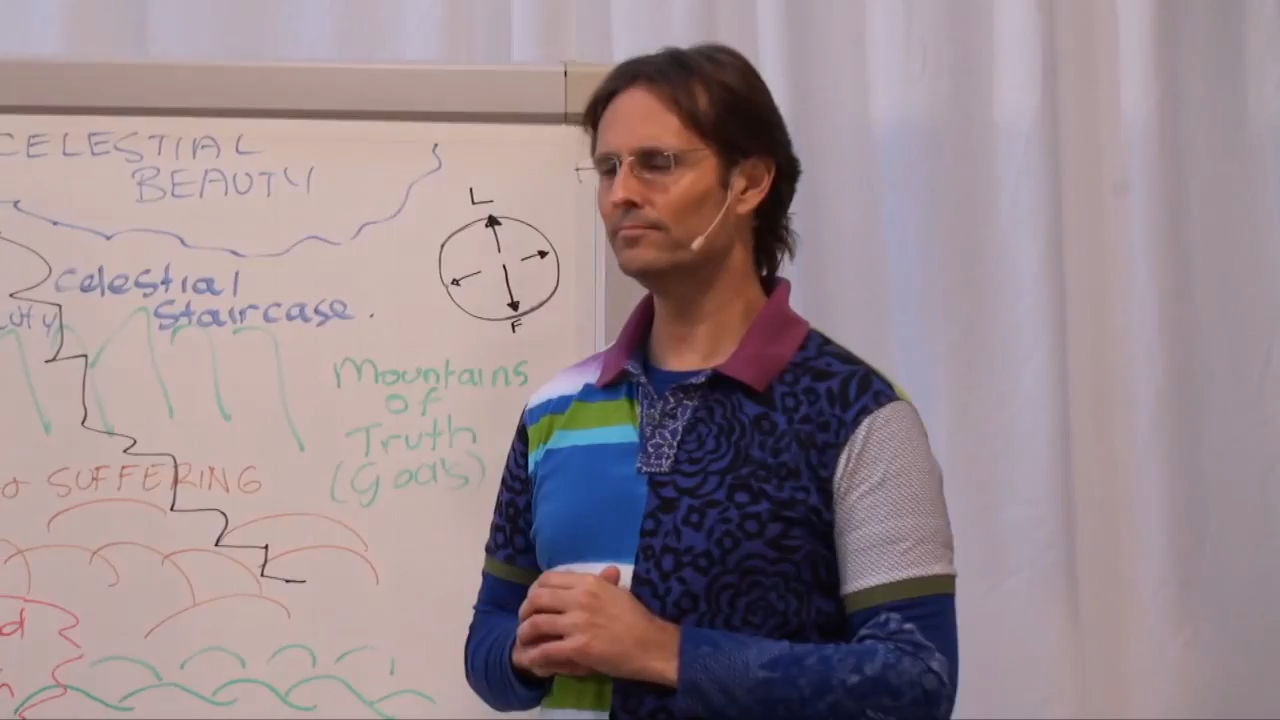 CELESTIAL
BEAUTY
L
F
Celestial
Staircase.
Mountains
of
Truth
(Goals)
SUFFERING